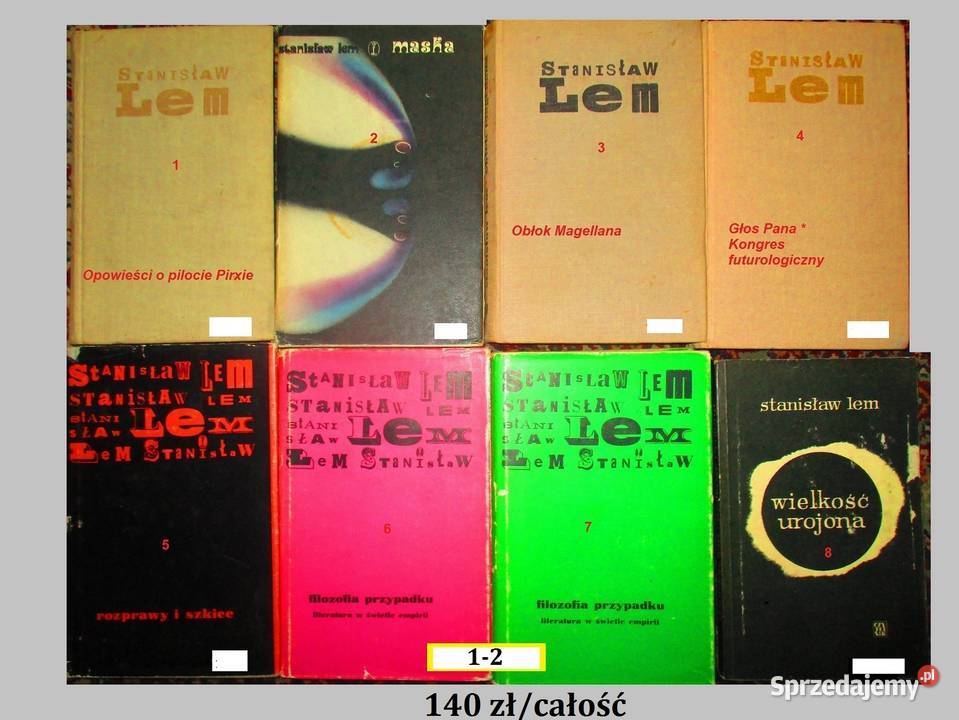 STanisłaW
Lem
1
Opowieści o pilocie Pirxie
stanisław lem maska
2
STanisłaW
Lem
3
Obłok Magellana
STanisłaW
Lem
4
Głos Pana *
Kongres
futurologiczny
StanisłaW LEM
STanisłAW LEM
STANI
SŁAW LeM
LeM Stanisław
5
rozprawy i szkice
StanisłaW LEM
STanisłAW LEM
STANI
SŁAW LeM
LeM Stanisław
6
filozofia przypadku
literatura w świetle empirii
StanisłaW LEM
STanisłAW LEM
STANI
SŁAW LeM
LeM Stanisław
7
filozofia przypadku
literatura w świetle empirii
stanisław lem
wielkość
urojona
8
1-2
140 zł/całość
Sprzedajemy.pl